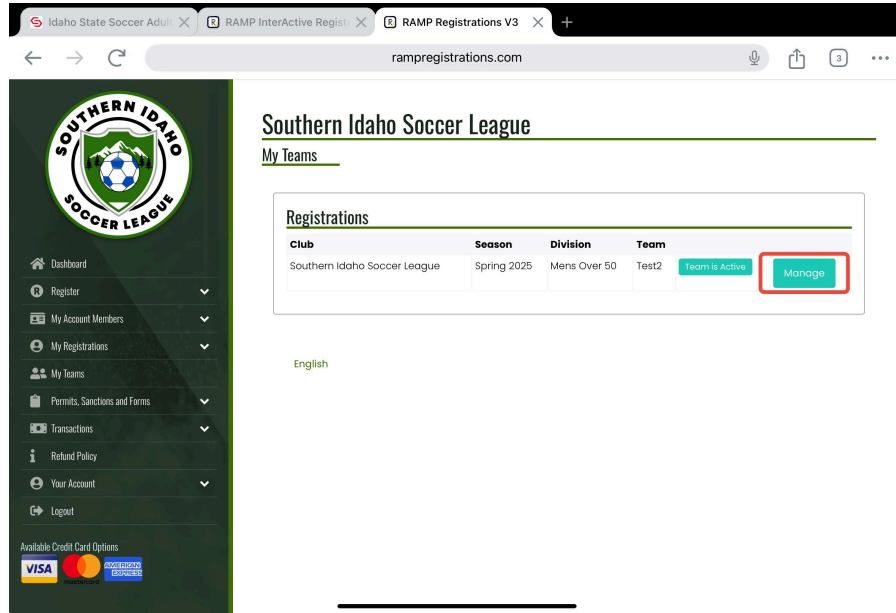 Idaho State Soccer Adult
RAMP InterActive Regist
RAMP Registrations V3
rampregistrations.com
3
SOUTHERN IDAHO
SOCCER LEAGUE
Dashboard
Register
My Account Members
My Registrations
My Teams
Permits, Sanctions and Forms
Transactions
Refund Policy
Your Account
Logout
Available Credit Card Options
VISA
mastercard
AMERICAN
EXPRESS
Southern Idaho Soccer League
My Teams
Registrations
Club Season Division Team
Southern Idaho Soccer League Spring 2025 Mens Over 50 Test2 Team is Active Manage
English